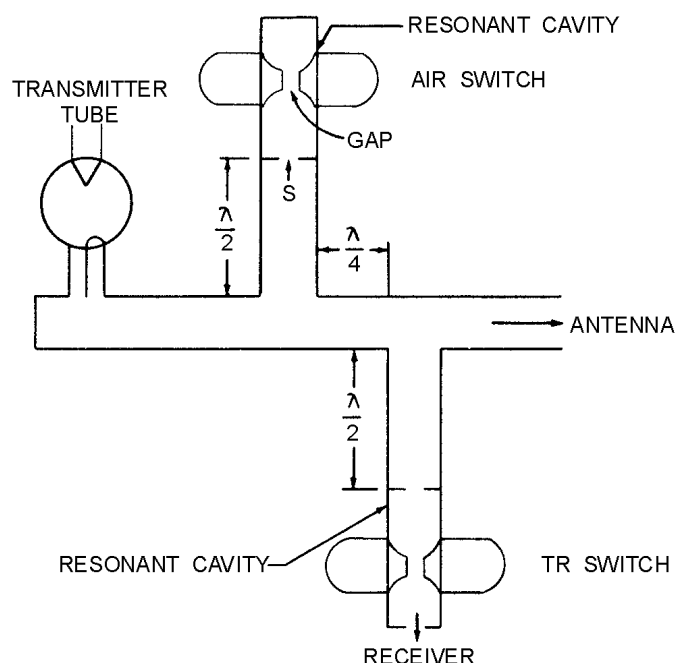 RESONANT CAVITY
TRANSMITTER
TUBE
AIR SWITCH
GAP
S
λ
2
λ
4
ANTENNA
λ
2
RESONANT CAVITY
TR SWITCH
RECEIVER